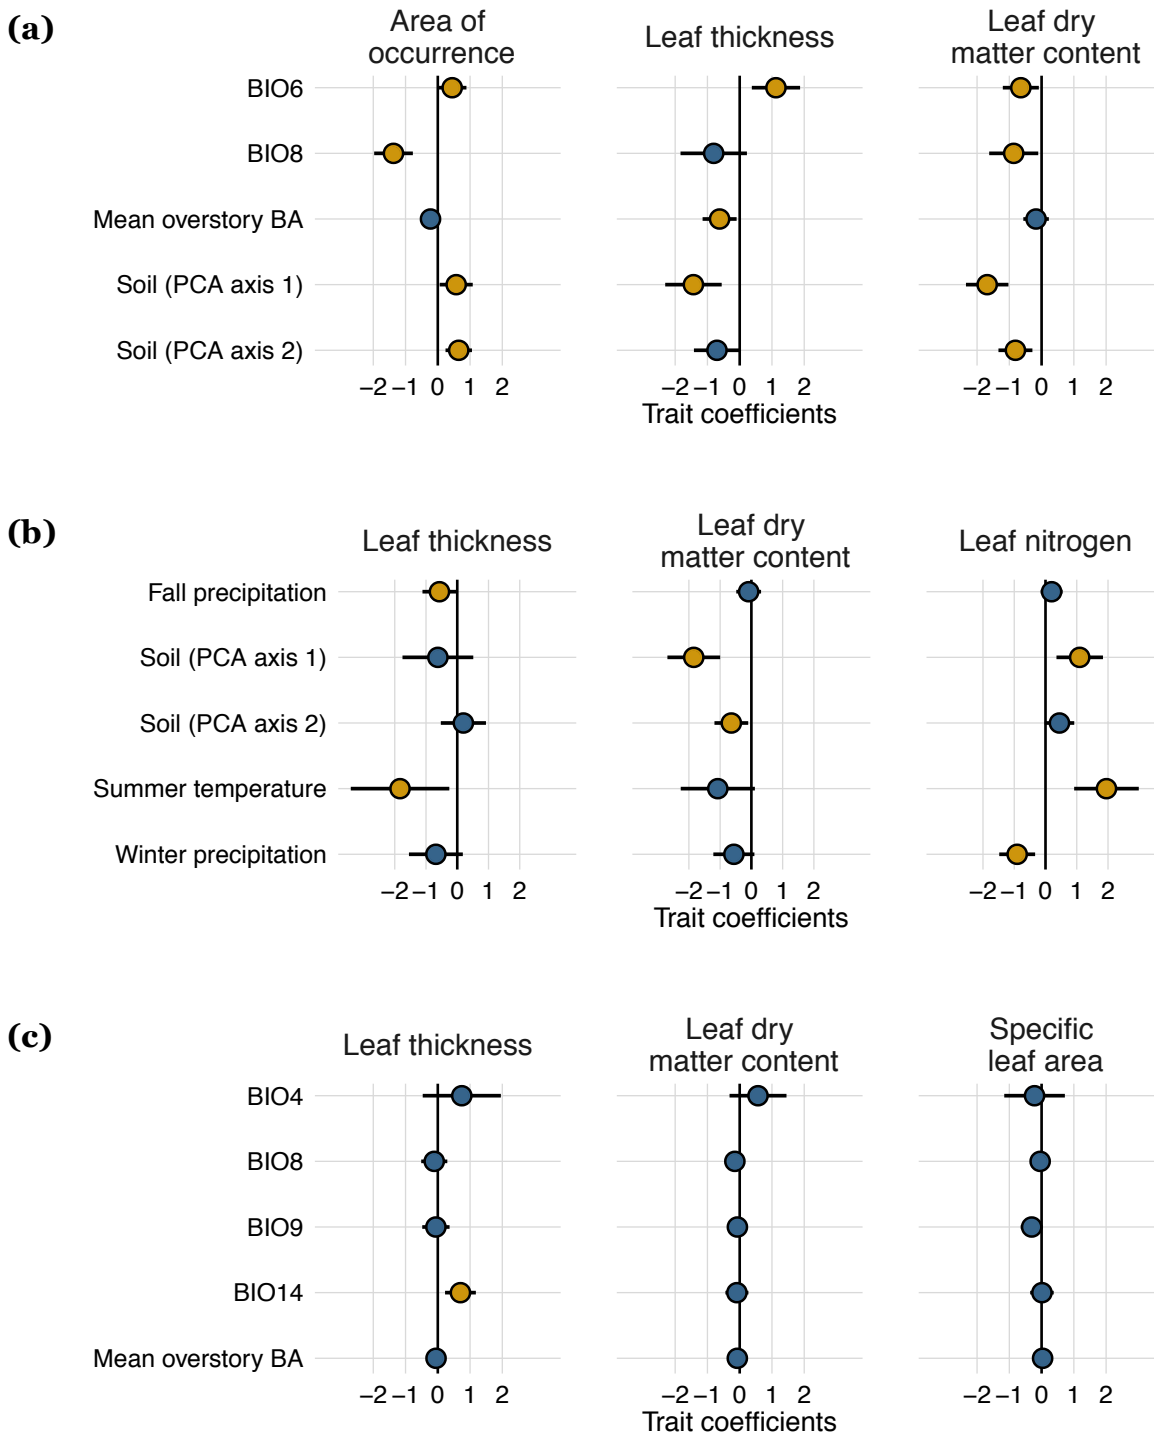 (a)
Area of
occurrence
Leaf thickness
Leaf dry
matter content
BIO6
BIO8
Mean overstory BA
Soil (PCA axis 1)
Soil (PCA axis 2)
−2 −1 0 1 2
−2 −1 0 1 2
−2 −1 0 1 2
Trait coefficients
(b)
Leaf thickness
Leaf dry
matter content
Leaf nitrogen
Fall precipitation
Soil (PCA axis 1)
Soil (PCA axis 2)
Summer temperature
Winter precipitation
−2 −1 0 1 2
−2 −1 0 1 2
−2 −1 0 1 2
Trait coefficients
(c)
Leaf thickness
Leaf dry
matter content
Specific
leaf area
BIO4
BIO8
BIO9
BIO14
Mean overstory BA
−2 −1 0 1 2
−2 −1 0 1 2
−2 −1 0 1 2
Trait coefficients